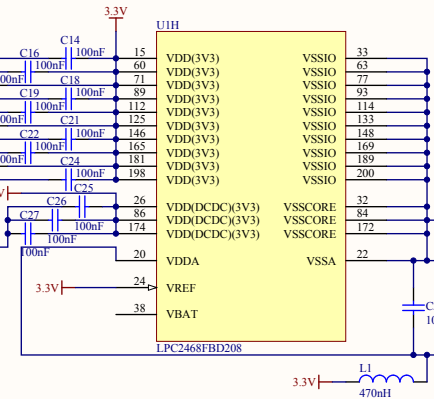 3.3V
U1H
C14
C16
100nF
15
VDD(3V3)
VSSIO
33
100nF
60
VDD(3V3)
VSSIO
63
C18
71
VDD(3V3)
VSSIO
77
C19
100nF
89
VDD(3V3)
VSSIO
93
100nF
112
VDD(3V3)
VSSIO
114
C21
125
VDD(3V3)
VSSIO
133
C22
100nF
146
VDD(3V3)
VSSIO
148
100nF
165
VDD(3V3)
VSSIO
169
C24
181
VDD(3V3)
VSSIO
189
100nF
198
VDD(3V3)
VSSIO
200
C25
C26
26
VDD(DCDC)(3V3)
VSSCORE
32
C27
100nF
86
VDD(DCDC)(3V3)
VSSCORE
84
174
VDD(DCDC)(3V3)
VSSCORE
172
100nF
100nF
20
VDDA
VSSA
22
3.3V
24
VREF
38
VBAT
LPC2468FBD208
3.3V
L1
470nH